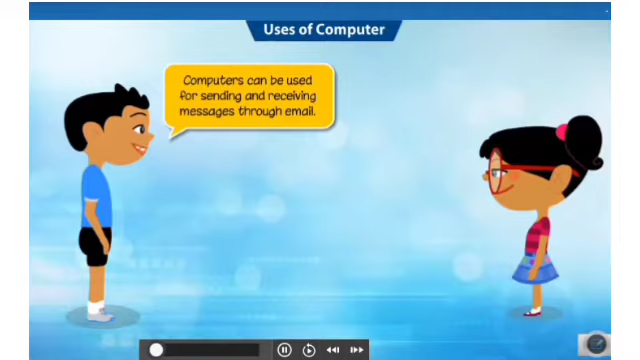 Uses of Computer
Computers can be used
for sending and receiving
messages through email.